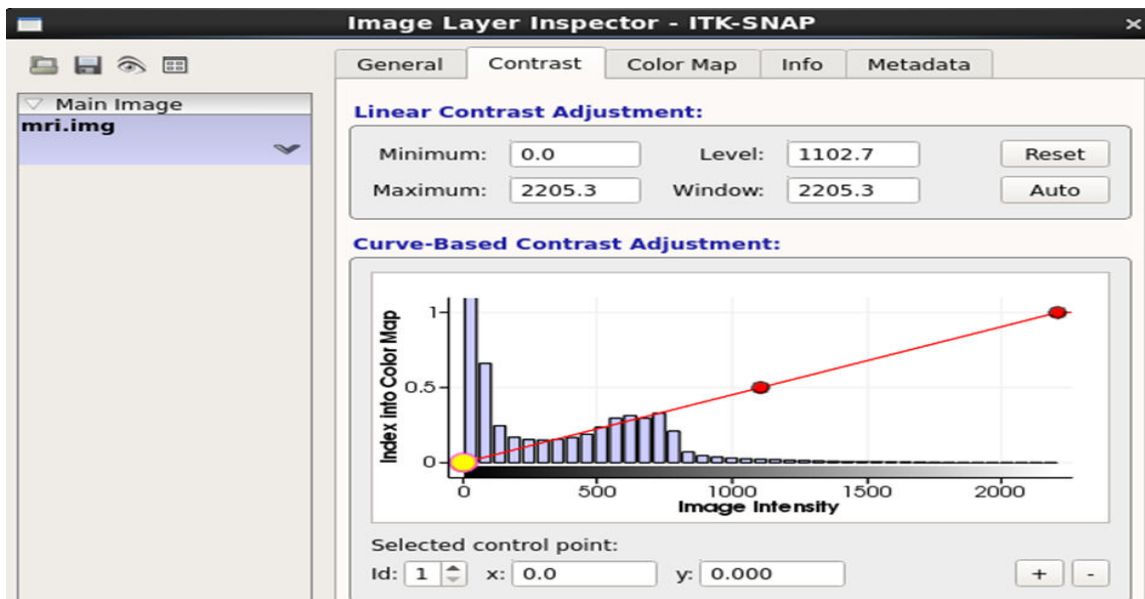 Image Layer Inspector - ITK-SNAP
General Contrast Color Map Info Metadata
Main Image
mri.img
Linear Contrast Adjustment:
Minimum: 0.0 Level: 1102.7 Reset
Maximum: 2205.3 Window: 2205.3 Auto
Curve-Based Contrast Adjustment:
Index into Color Map
1
0.5
0
0 500 1000 1500 2000
Image Intensity
Selected control point:
Id: 1 x: 0.0 y: 0.000 + -